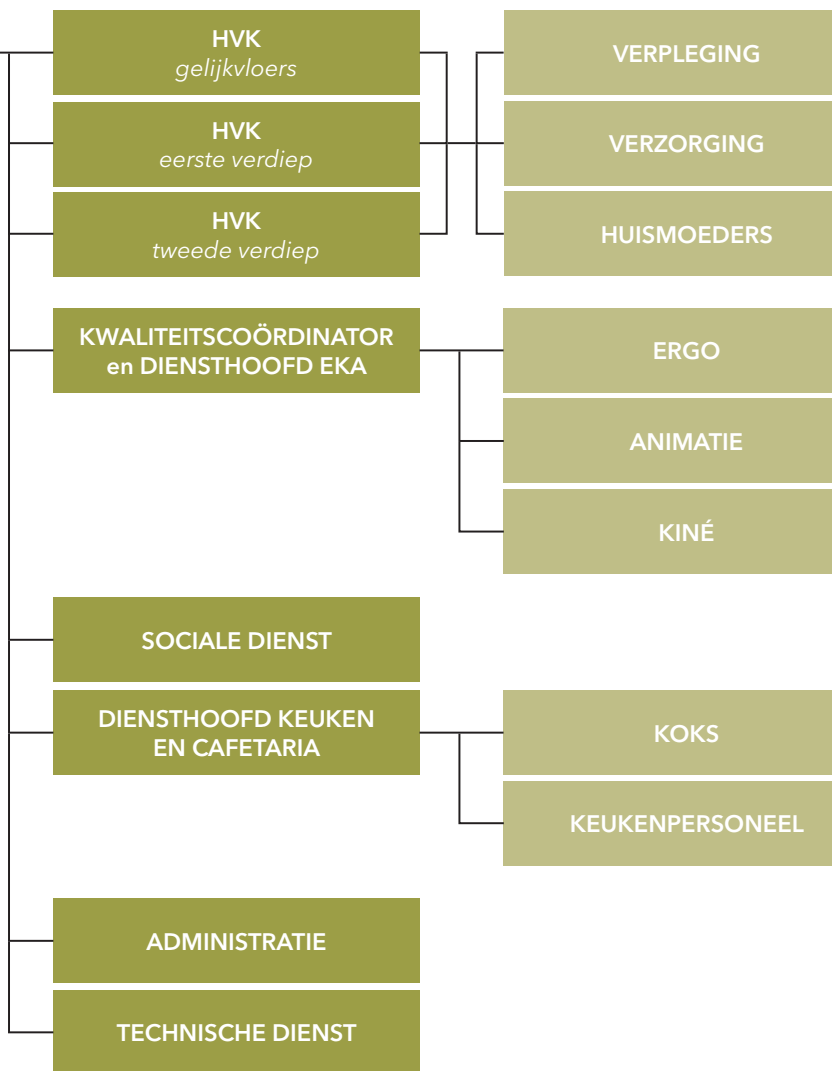 HVK
gelijkvloers
HVK
eerste verdiep
HVK
tweede verdiep
VERPLEGING
VERZORGING
HUISMOEDERS
KWALITEITSCOÖRDINATOR
en DIENSTHOOFD EKA
ERGO
ANIMATIE
KINÉ
SOCIALE DIENST
DIENSTHOOFD KEUKEN
EN CAFETARIA
KOKS
KEUKENPERSONEEL
ADMINISTRATIE
TECHNISCHE DIENST